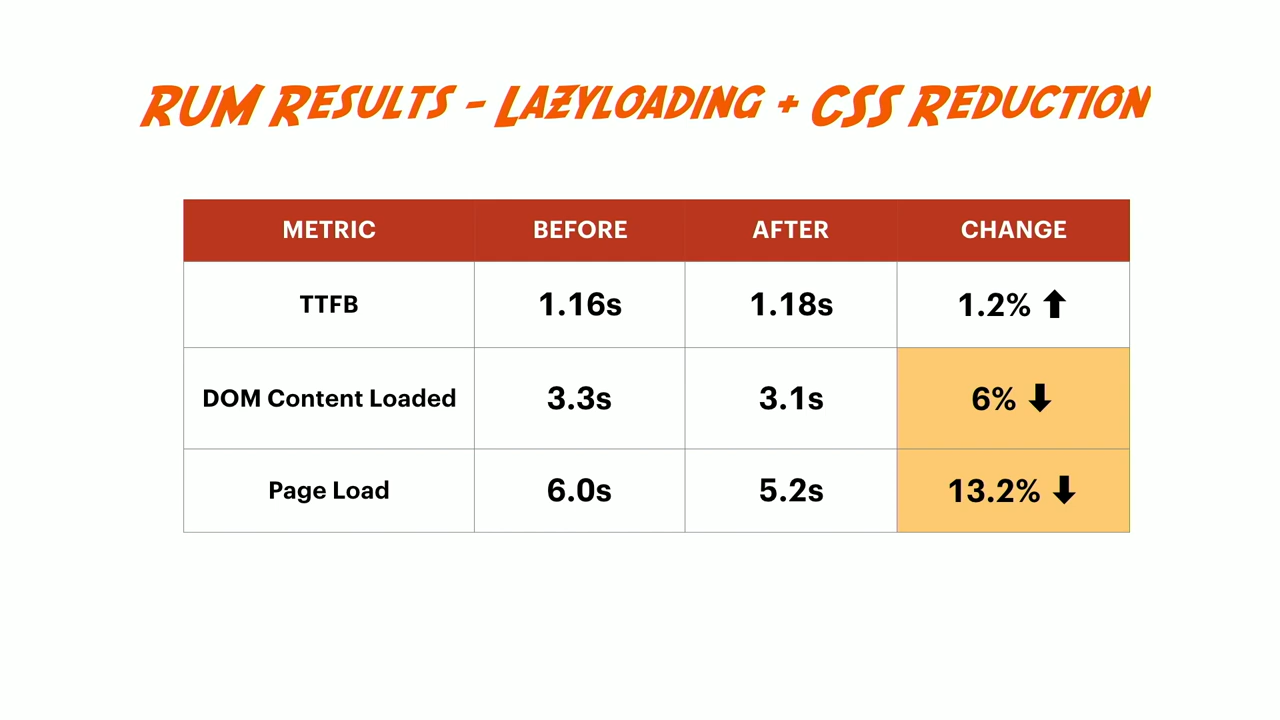 RUM RESULTS - LAZYLOADING + CSS REDUCTION
METRIC BEFORE AFTER CHANGE
TTFB 1.16s 1.18s 1.2% ⬆
DOM Content Loaded 3.3s 3.1s 6% ⬇
Page Load 6.0s 5.2s 13.2% ⬇